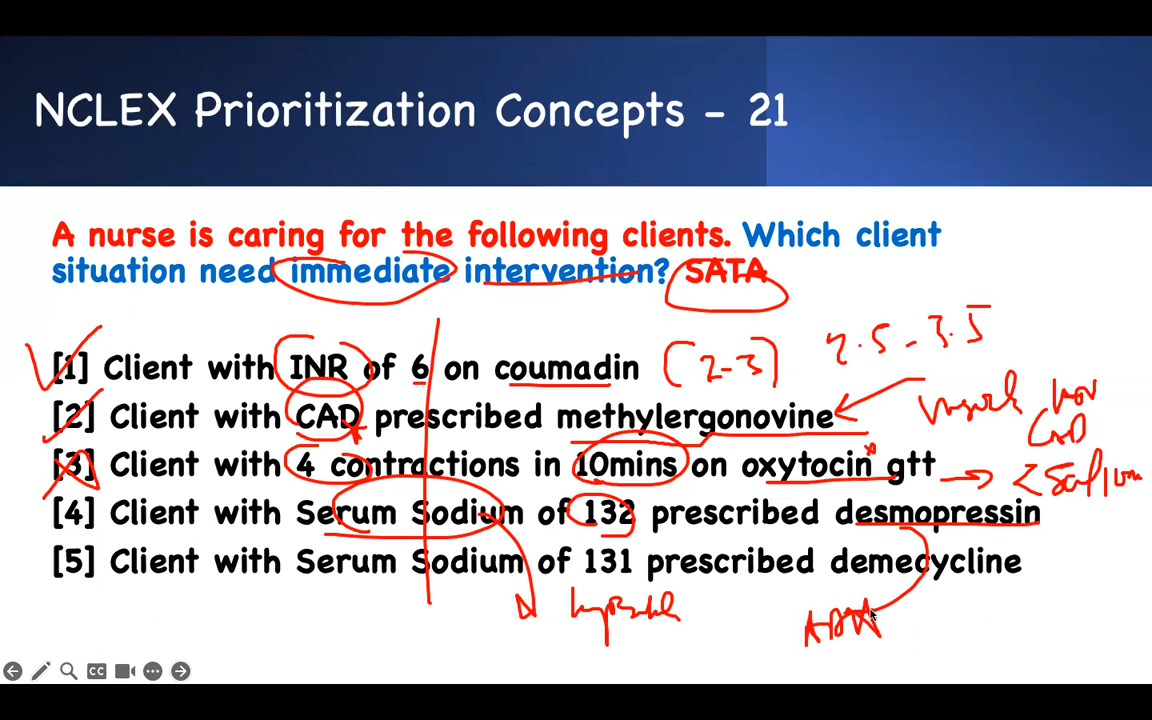 NCLEX Prioritization Concepts - 21
A nurse is caring for the following clients. Which client
situation need immediate intervention? SATA
2.5 - 3.5
[1] Client with INR of 6 on coumadin (2-3)
[2] Client with CAD prescribed methylergonovine
CAD
[3] Client with 4 contractions in 10mins on oxytocin gtt
[4] Client with Serum Sodium of 132 prescribed desmopressin
[5] Client with Serum Sodium of 131 prescribed demecycline
ADH
CC